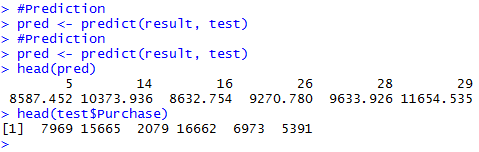 > #Prediction
> pred <- predict(result, test)
> #Prediction
> pred <- predict(result, test)
> head(pred)
5 14 16 26 28 29
8587.452 10373.936 8632.754 9270.780 9633.926 11654.535
> head(test$Purchase)
[1] 7969 15665 2079 16662 6973 5391
>